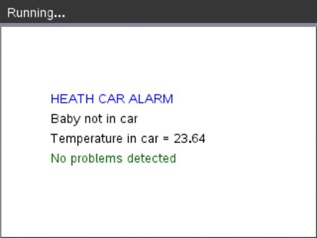 Running...
HEATH CAR ALARM
Baby not in car
Temperature in car = 23.64
No problems detected